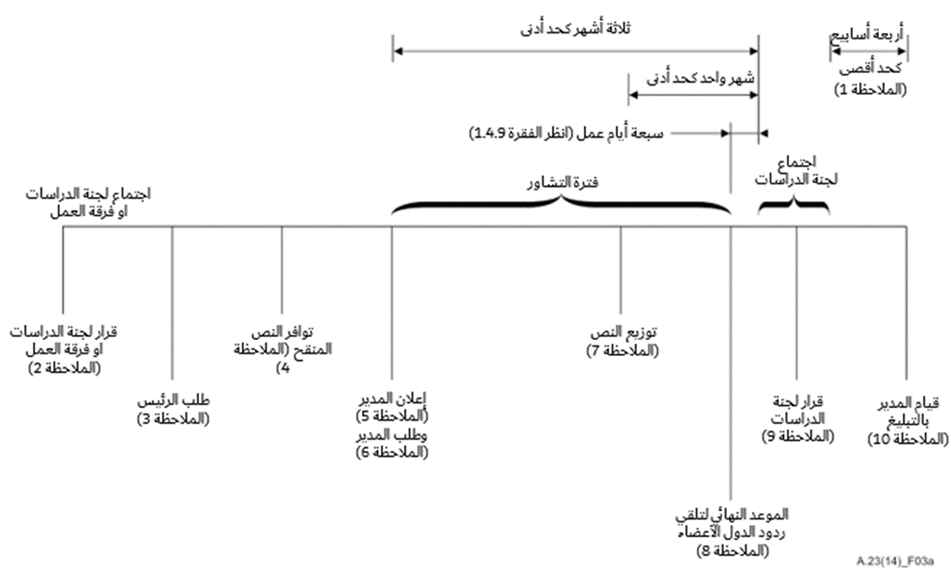 ثلاثة أشهر كحد أدنى
أربعة أسابيع
كحد أقصى
(الملاحظة 1)
شهر واحد كحد أدنى
سبعة أيام عمل (انظر الفقرة 1.4.9)
اجتماع
لجنة الدراسات
فترة التشاور
اجتماع لجنة الدراسات
او فرقة العمل
قرار لجنة الدراسات
او فرقة العمل
(الملاحظة 2)
طلب الرئيس
(الملاحظة 3)
توافر النص
المنقح (الملاحظة
4)
إعلان المدير
(الملاحظة 5)
وطلب المدير
(الملاحظة 6)
توزيع النص
(الملاحظة 7)
الموعد النهائي لتلقي
ردود الدول الأعضاء
(الملاحظة 8)
قرار لجنة
الدراسات
(الملاحظة 9)
قيام المدير
بالتبليغ
(الملاحظة 10)
A.23(14)_F03a